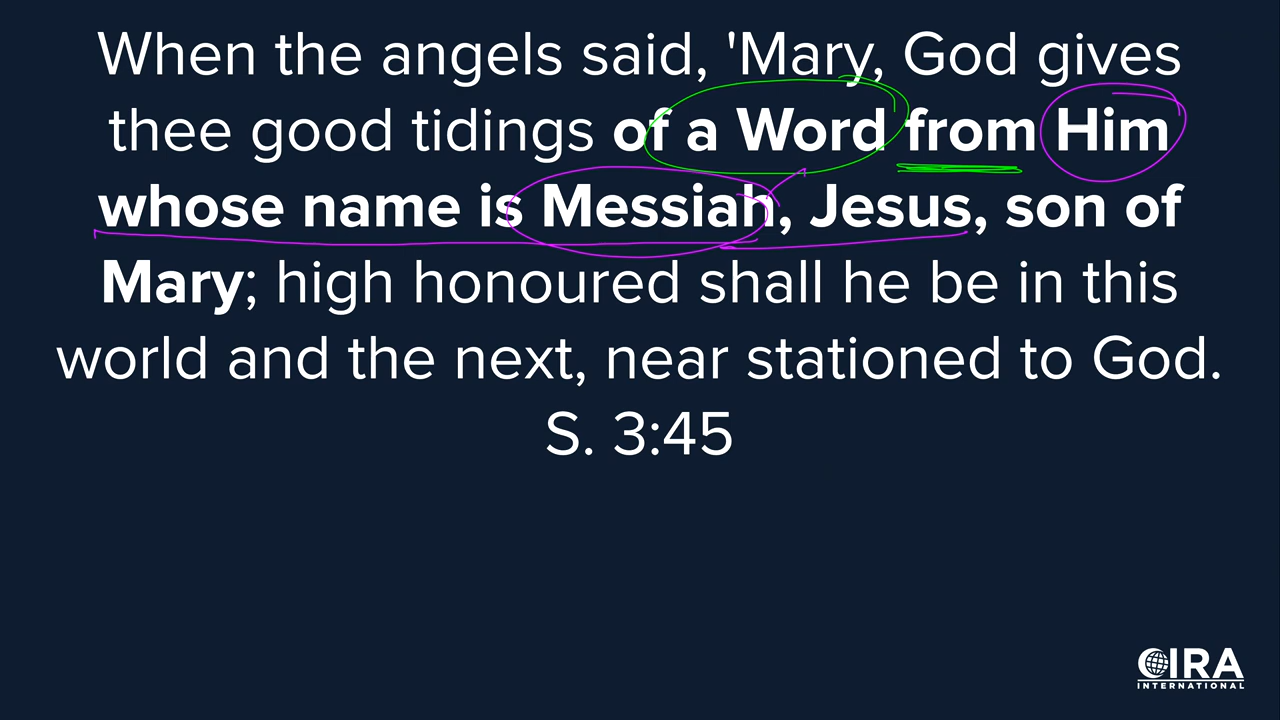 When the angels said, 'Mary, God gives
thee good tidings of a Word from Him
whose name is Messiah, Jesus, son of
Mary; high honoured shall he be in this
world and the next, near stationed to God.
S. 3:45
CIRA
INTERNATIONAL